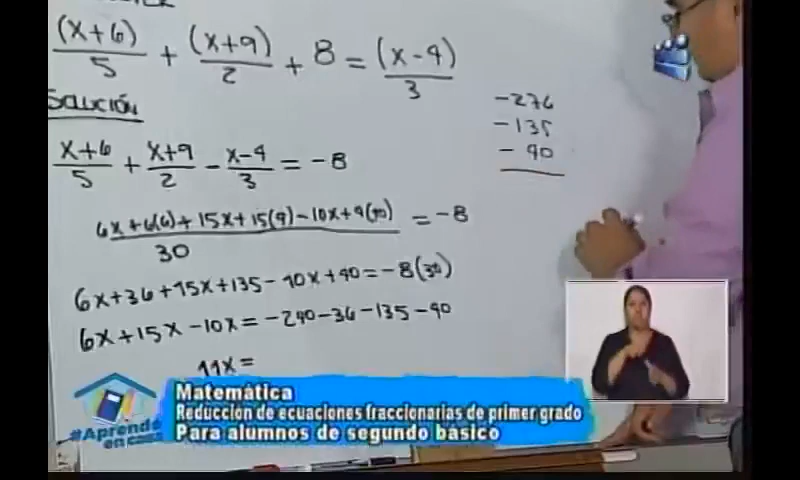 (x+6)/5 + (x+9)/2 + 8 = (x-4)/3
SOLUCIÓN
x+6/5 + x+9/2 - x-4/3 = -8
6x+6(6)+15x+15(9)-10x+4(10)/30 = -8
6x+36+15x+135-10x+40=-8(30)
6x+15x-10x=-240-36-135-40
11x=
-276
-135
-40
#Aprendo
en casa
Matemática
Reducción de ecuaciones fraccionarias de primer grado
Para alumnos de segundo básico